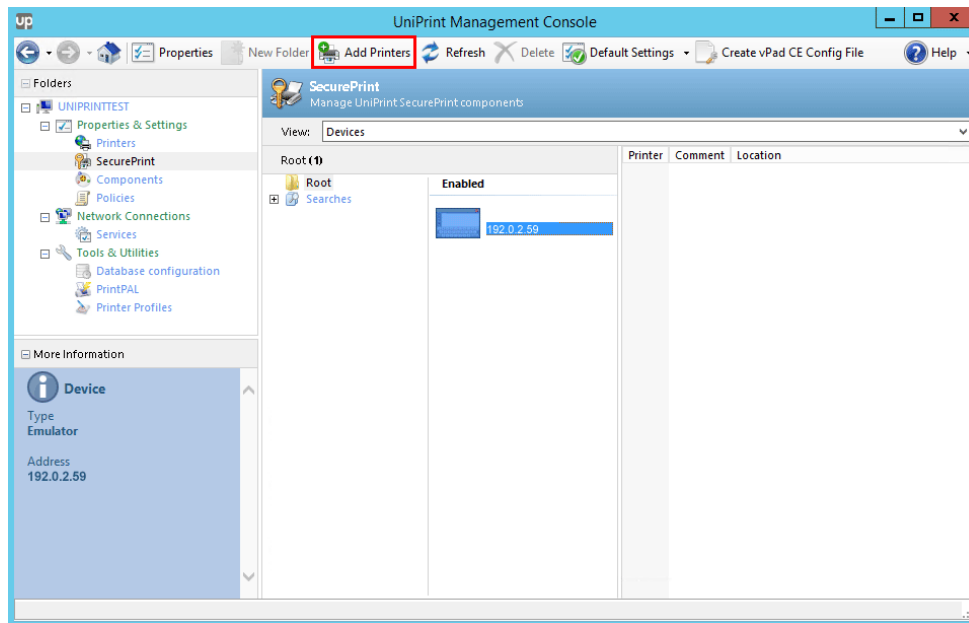 up
UniPrint Management Console
Properties New Folder Add Printers Refresh Delete Default Settings Create vPad CE Config File Help
Folders
UNIPRINTTEST
Properties & Settings
Printers
SecurePrint
Components
Policies
Network Connections
Services
Tools & Utilities
Database configuration
PrintPAL
Printer Profiles
More Information
Device
Type
Emulator
Address
192.0.2.59
SecurePrint
Manage UniPrint SecurePrint components
View: Devices
Root (1)
Root
Searches
Enabled
192.0.2.59
Printer Comment Location